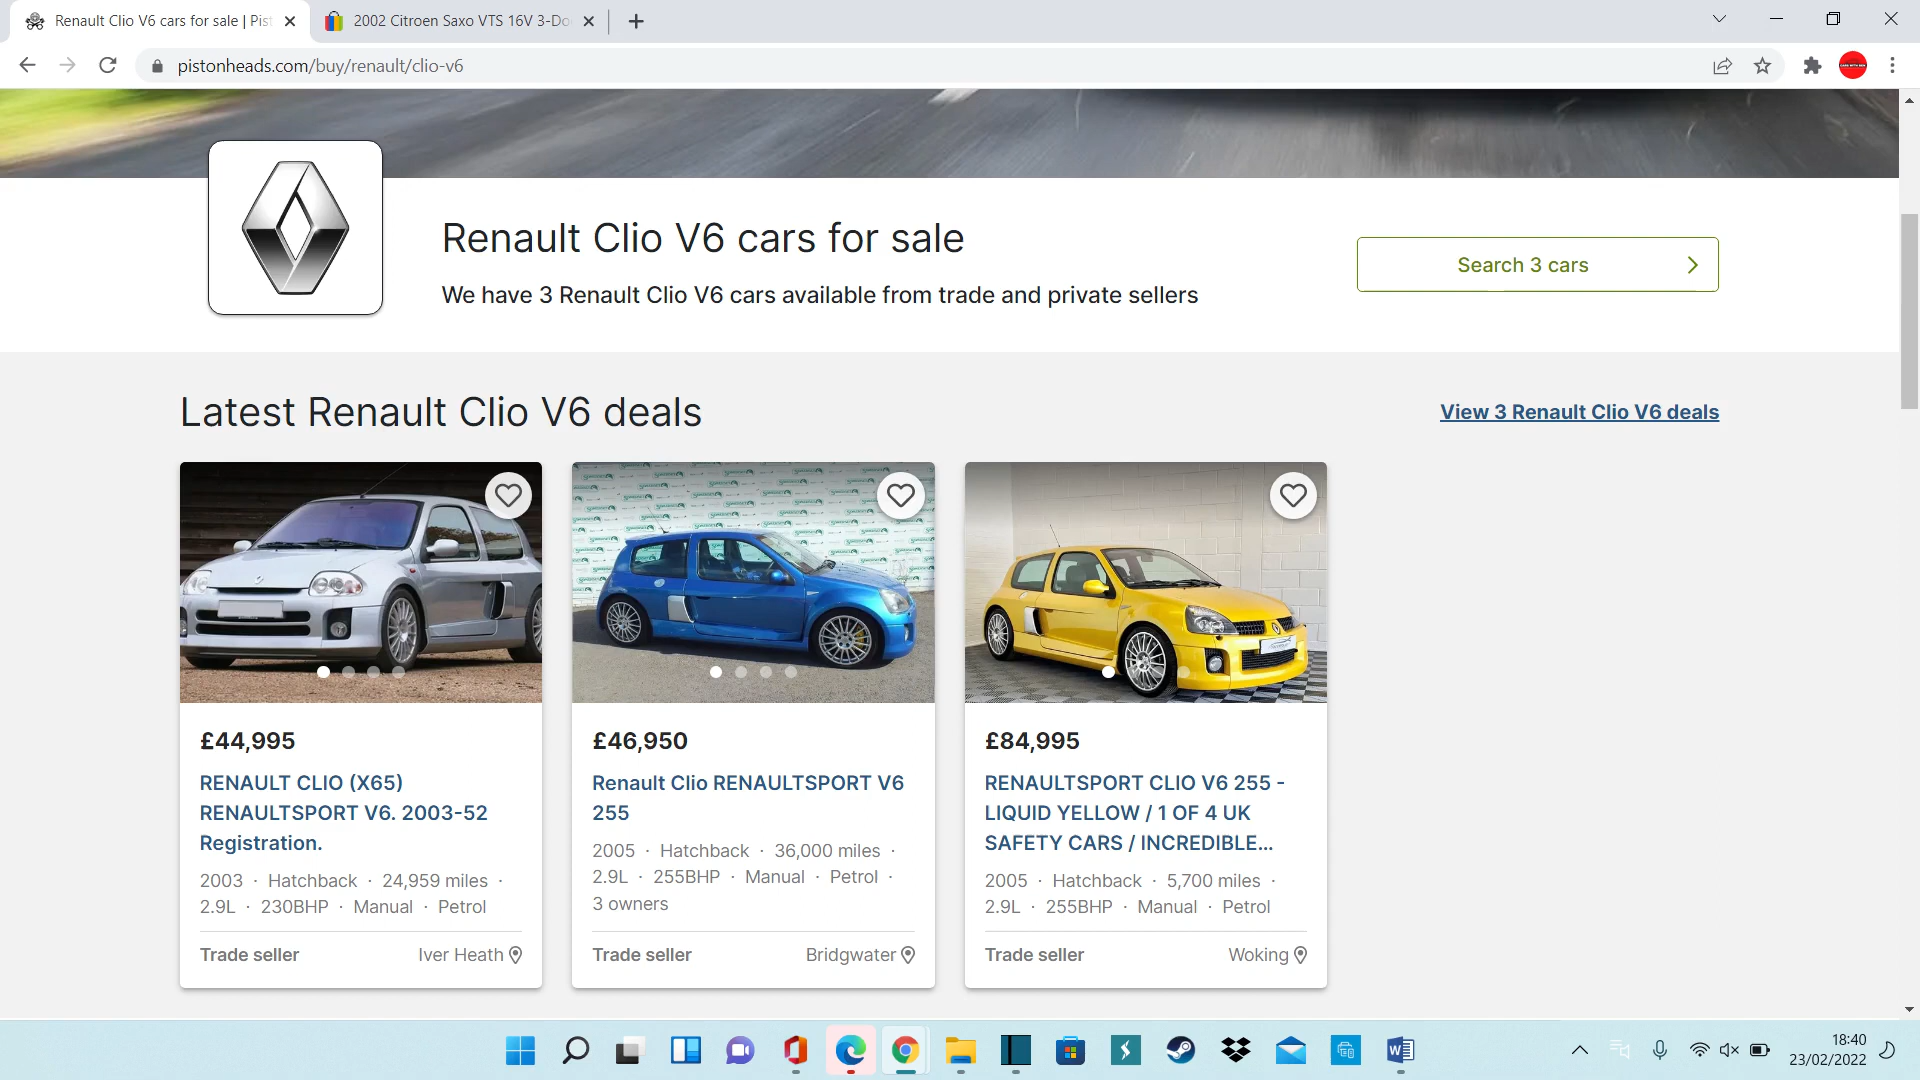 Renault Clio V6 cars for sale | Pist
2002 Citroen Saxo VTS 16V 3-Do
pistonheads.com/buy/renault/clio-v6
Renault Clio V6 cars for sale
We have 3 Renault Clio V6 cars available from trade and private sellers
Search 3 cars
Latest Renault Clio V6 deals
View 3 Renault Clio V6 deals
£44,995
RENAULT CLIO (X65)
RENAULTSPORT V6. 2003-52
Registration.
2003 · Hatchback · 24,959 miles ·
2.9L · 230BHP · Manual · Petrol
Trade seller Iver Heath
£46,950
Renault Clio RENAULTSPORT V6
255
2005 · Hatchback · 36,000 miles ·
2.9L · 255BHP · Manual · Petrol ·
3 owners
Trade seller Bridgwater
£84,995
RENAULTSPORT CLIO V6 255 -
LIQUID YELLOW / 1 OF 4 UK
SAFETY CARS / INCREDIBLE...
2005 · Hatchback · 5,700 miles ·
2.9L · 255BHP · Manual · Petrol
Trade seller Woking
18:40
23/02/2022